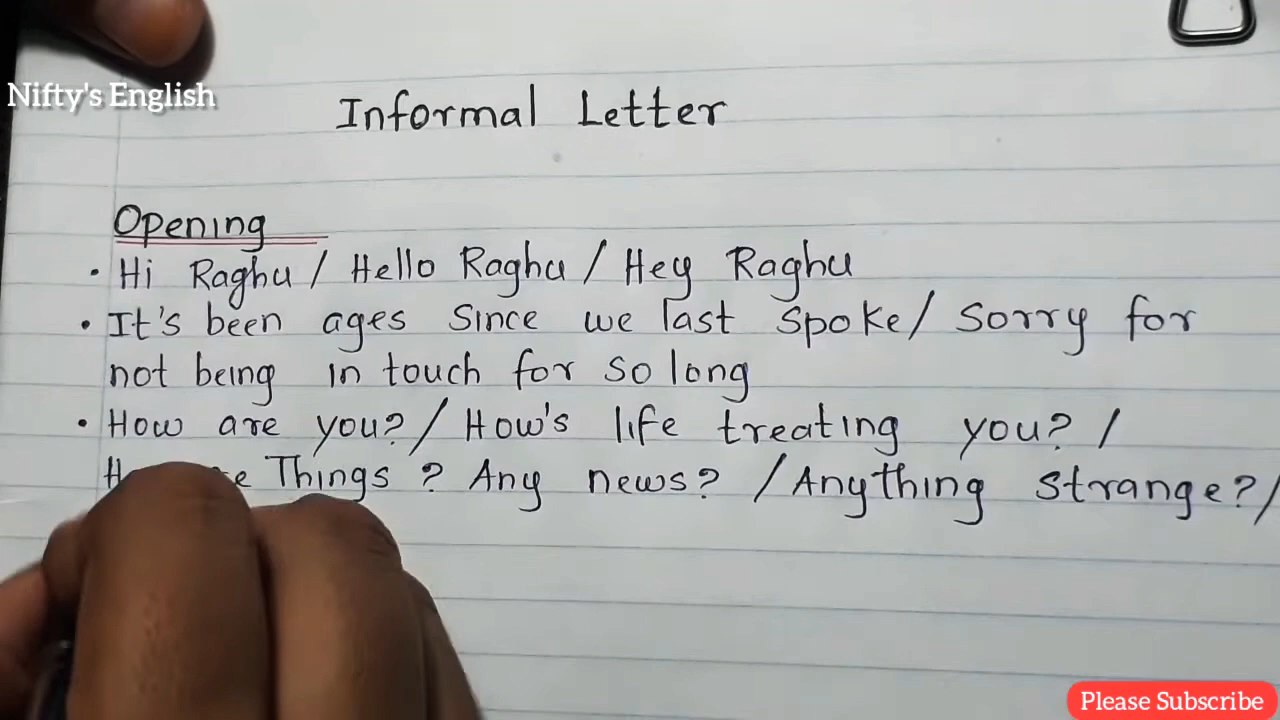 Nifty's English
Informal Letter
Opening
• Hi Raghu / Hello Raghu / Hey Raghu
• It's been ages since we last spoke / Sorry for
not being in touch for so long
• How are you? / How's life treating you? /
Things? Any news? / Anything strange? /
Please Subscribe